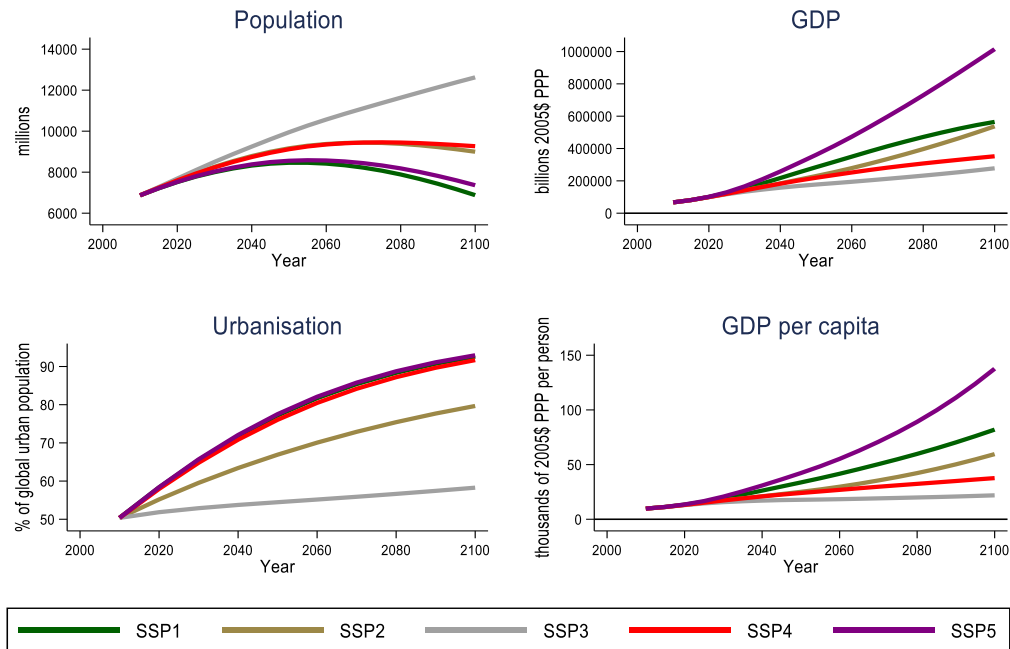 Population
millions
14000
12000
10000
8000
6000
2000 2020 2040 2060 2080 2100
Year
GDP
billions 2005$ PPP
1000000
800000
600000
400000
200000
0
2000 2020 2040 2060 2080 2100
Year
Urbanisation
% of global urban population
90
80
70
60
50
2000 2020 2040 2060 2080 2100
Year
GDP per capita
thousands of 2005$ PPP per person
150
100
50
0
2000 2020 2040 2060 2080 2100
Year
SSP1 SSP2 SSP3 SSP4 SSP5